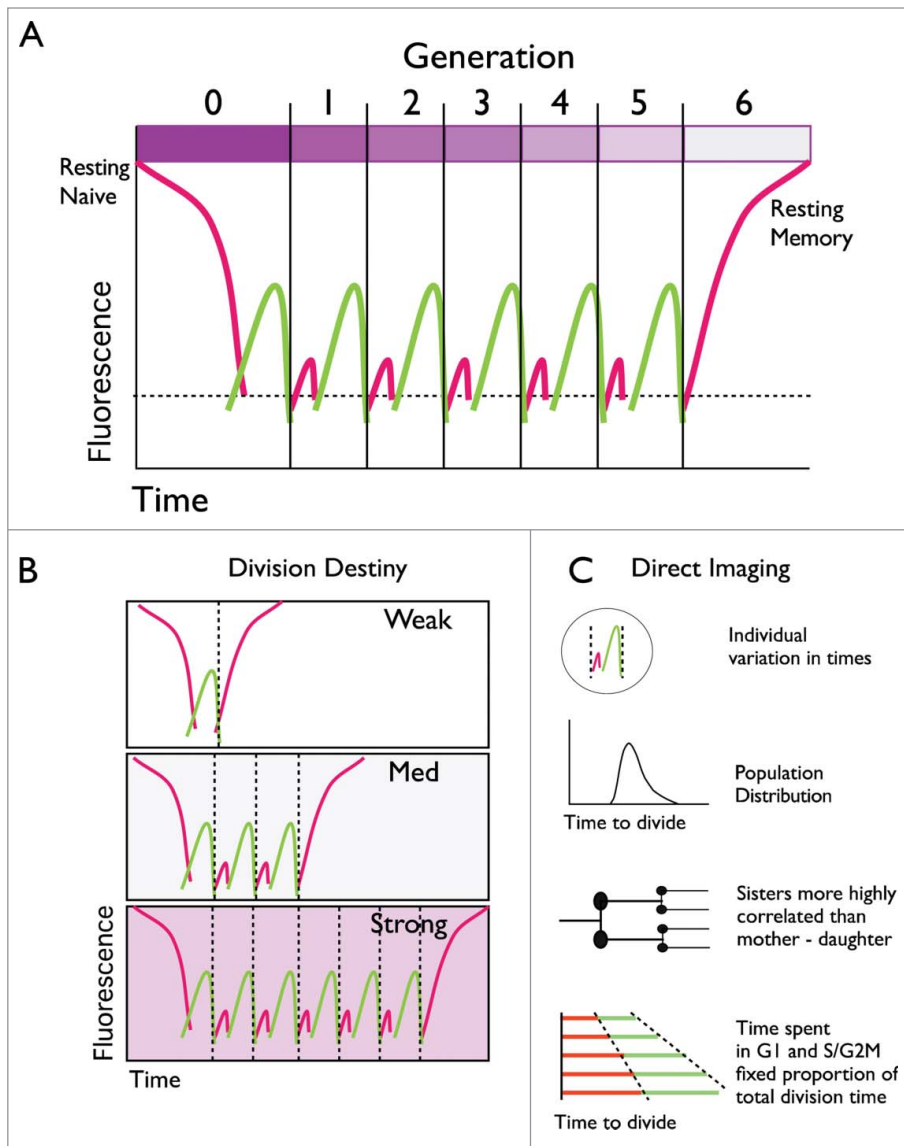 A
Generation
0 1 2 3 4 5 6
Resting
Naive
Resting
Memory
Fluorescence
Time
B
Division Destiny
Weak
Med
Strong
Fluorescence
Time
C
Direct Imaging
Individual
variation in times
Population
Distribution
Time to divide
Sisters more highly
correlated than
mother - daughter
Time spent
in G1 and S/G2M
fixed proportion of
total division time
Time to divide